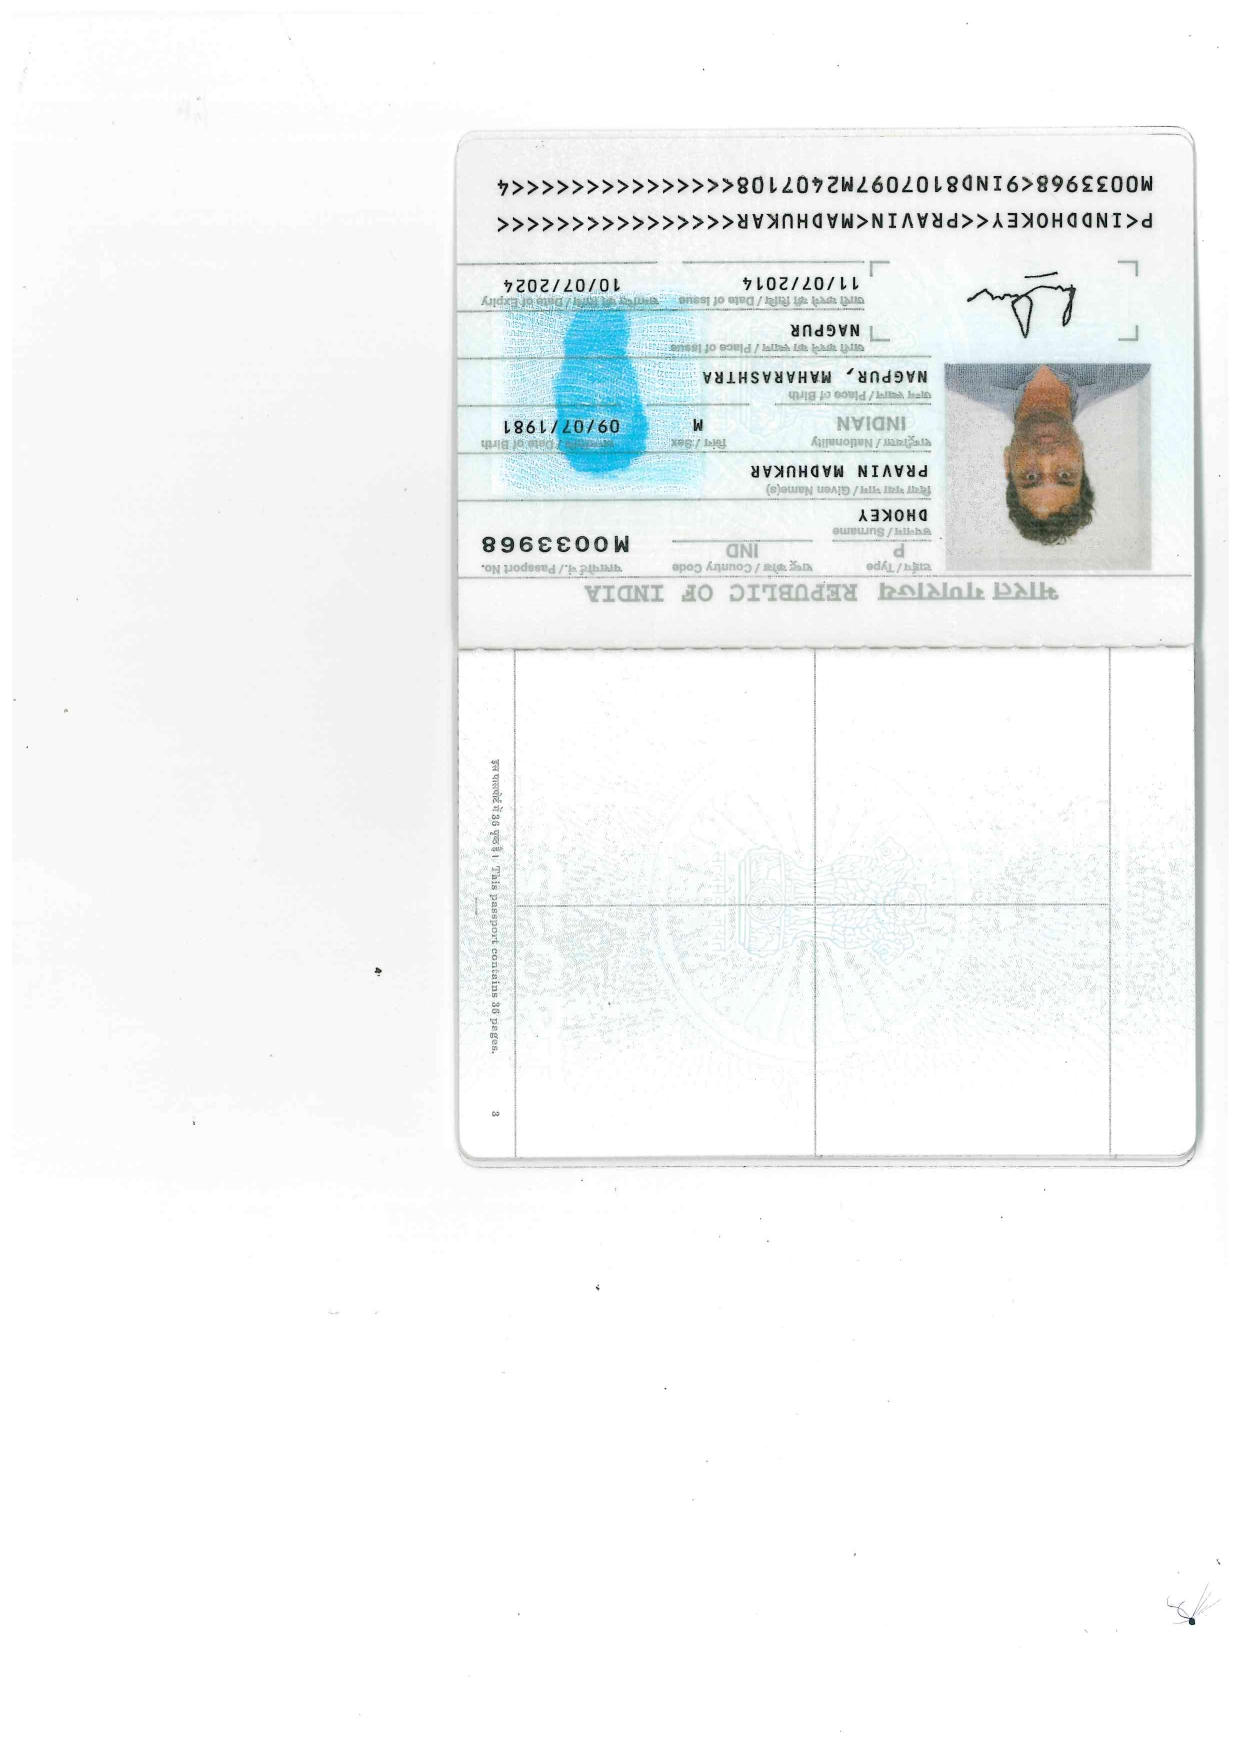 भारत गणराज्य REPUBLIC OF INDIA
टाईप / Type
राष्ट्र कोड / Country Code
पासपोर्ट नं. / Passport No.
P
IND
M0033968
उपनाम / Surname
DHOKEY
दिया गया नाम / Given Name(s)
PRAVIN MADHUKAR
राष्ट्रीयता / Nationality
लिंग / Sex
जन्मतिथि / Date of Birth
INDIAN
M
09/07/1981
जन्म स्थान / Place of Birth
NAGPUR, MAHARASHTRA
जारी करने का स्थान / Place of Issue
NAGPUR
जारी करने की तिथि / Date of Issue
समाप्ति की तिथि / Date of Expiry
11/07/2014
10/07/2024
P<INDDHOKEY<<PRAVIN<MADHUKAR<<<<<<<<<<<<<<<<
M0033968<9IND8107097M2407108<<<<<<<<<<<<<<<4
इस पासपोर्ट में 36 पृष्ठ हैं। This passport contains 36 pages.
3